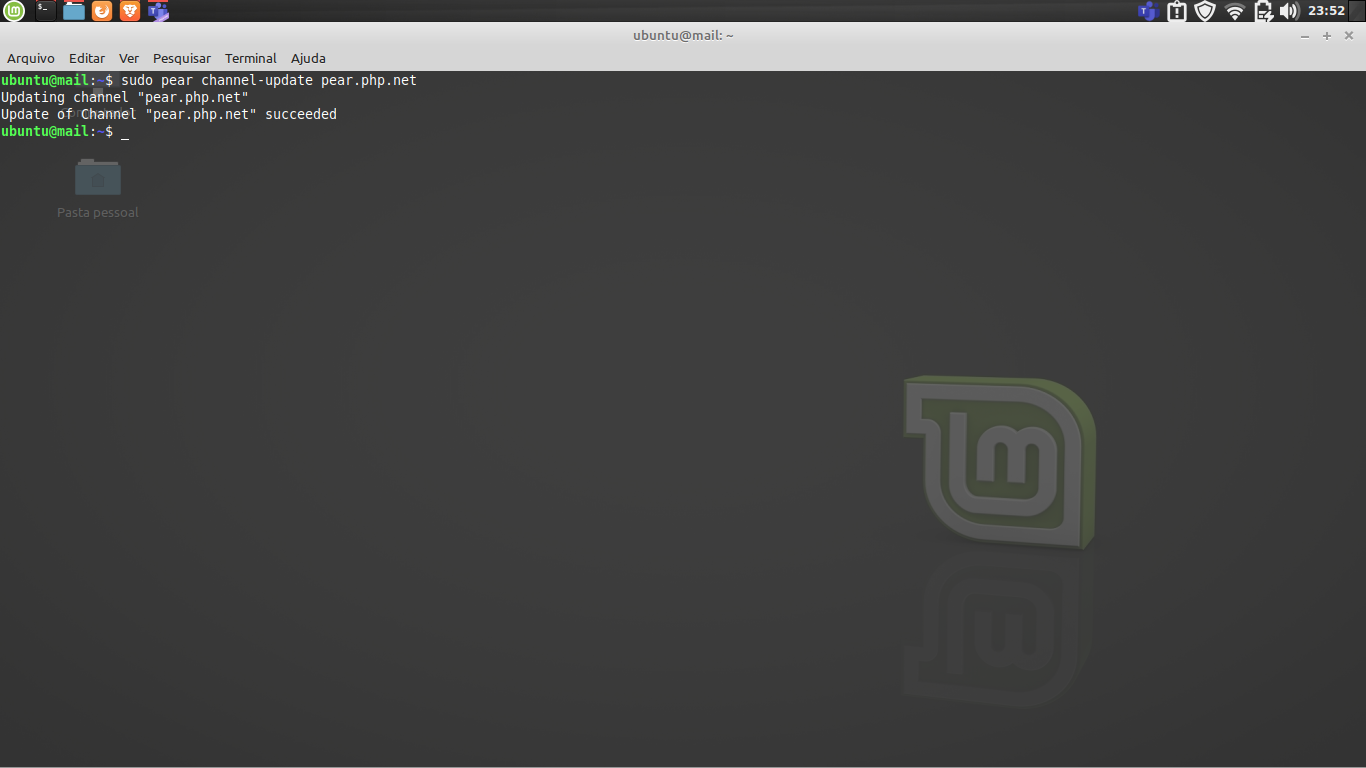 23:52
ubuntu@mail: ~
Arquivo Editar Ver Pesquisar Terminal Ajuda
ubuntu@mail:~$ sudo pear channel-update pear.php.net
Updating channel "pear.php.net"
Update of Channel "pear.php.net" succeeded
ubuntu@mail:~$ _
Pasta pessoal